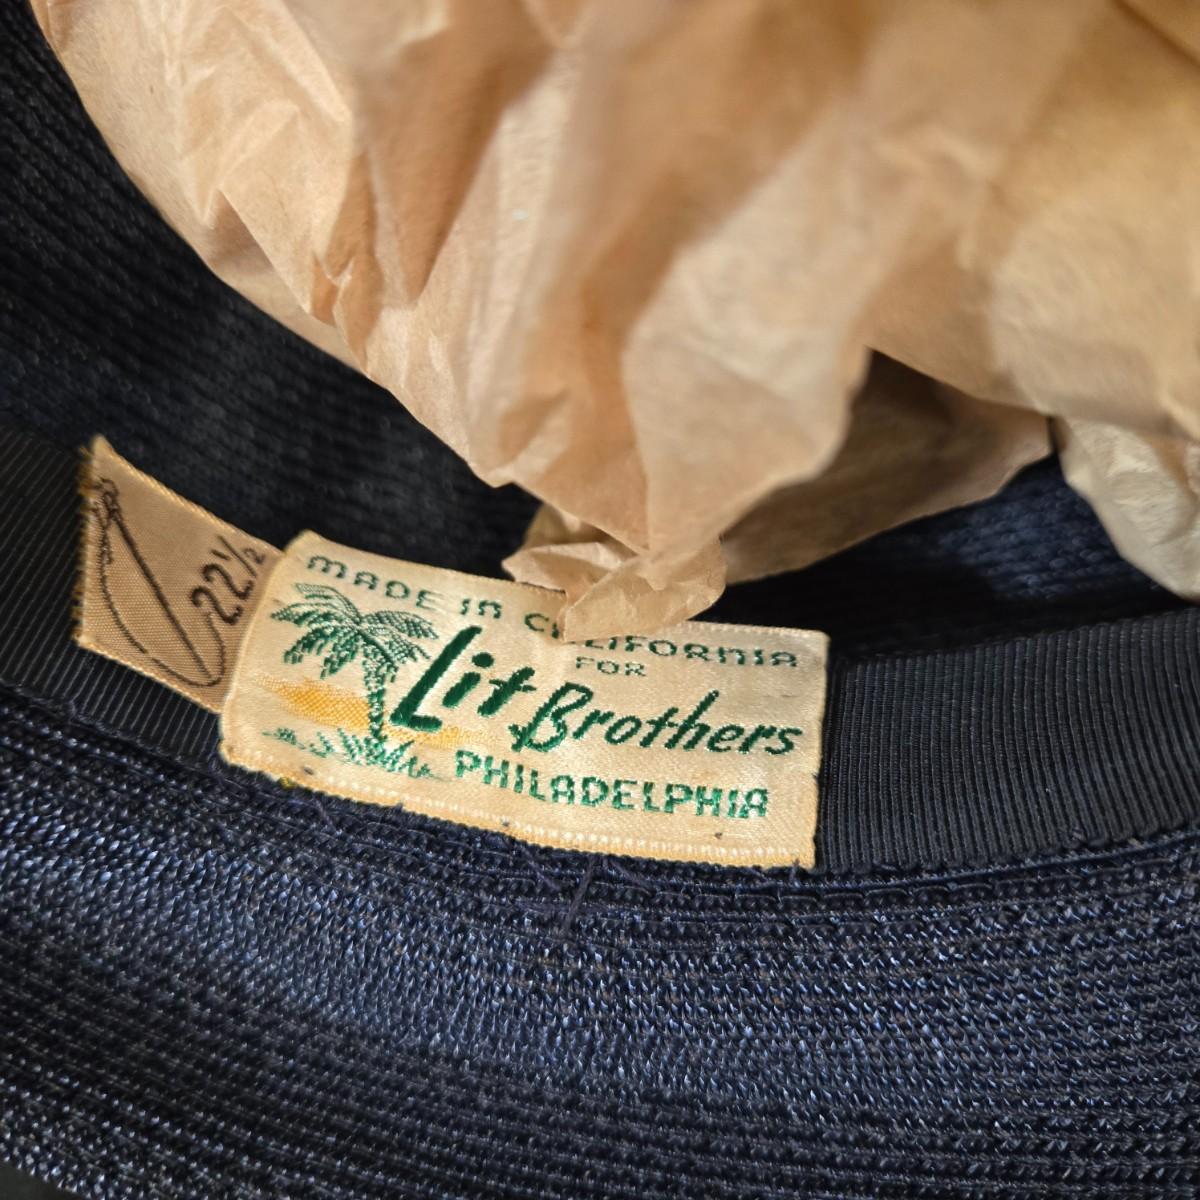 22½
MADE IN CALIFORNIA
FOR
Lit Brothers
PHILADELPHIA